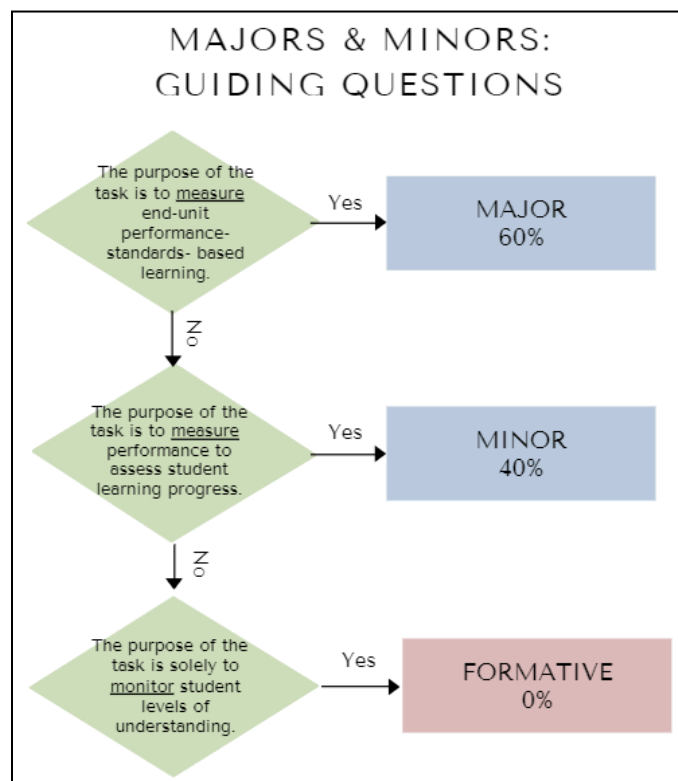 MAJORS & MINORS:
GUIDING QUESTIONS
The purpose of the
task is to measure
end-unit
performance-
standards- based
learning.
Yes
MAJOR
60%
No
The purpose of the
task is to measure
performance to
assess student
learning progress.
Yes
MINOR
40%
No
The purpose of the
task is solely to
monitor student
levels of
understanding.
Yes
FORMATIVE
0%